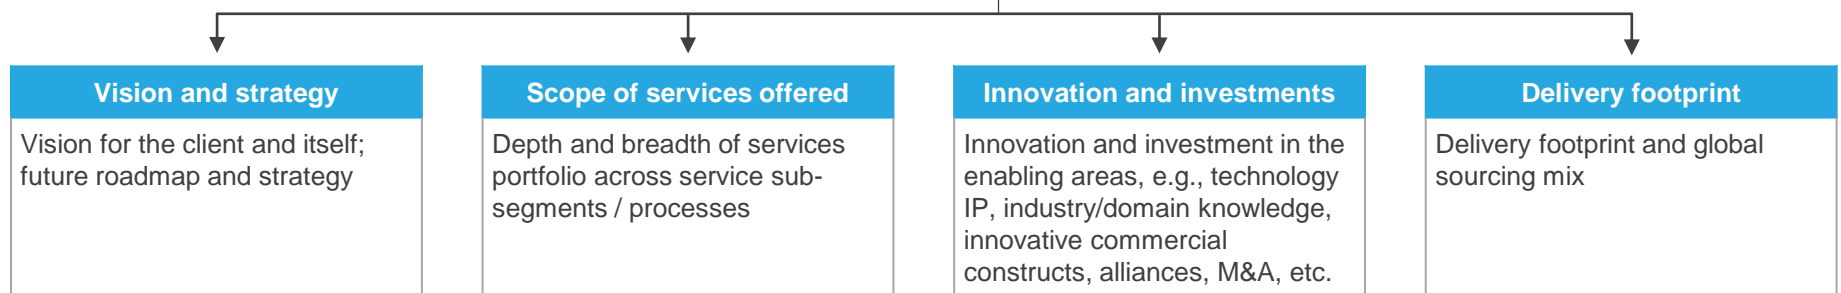 Vision and strategy
Vision for the client and itself;
future roadmap and strategy
Scope of services offered
Depth and breadth of services
portfolio across service sub-
segments / processes
Innovation and investments
Innovation and investment in the
enabling areas, e.g., technology
IP, industry/domain knowledge,
innovative commercial
constructs, alliances, M&A, etc.
Delivery footprint
Delivery footprint and global
sourcing mix